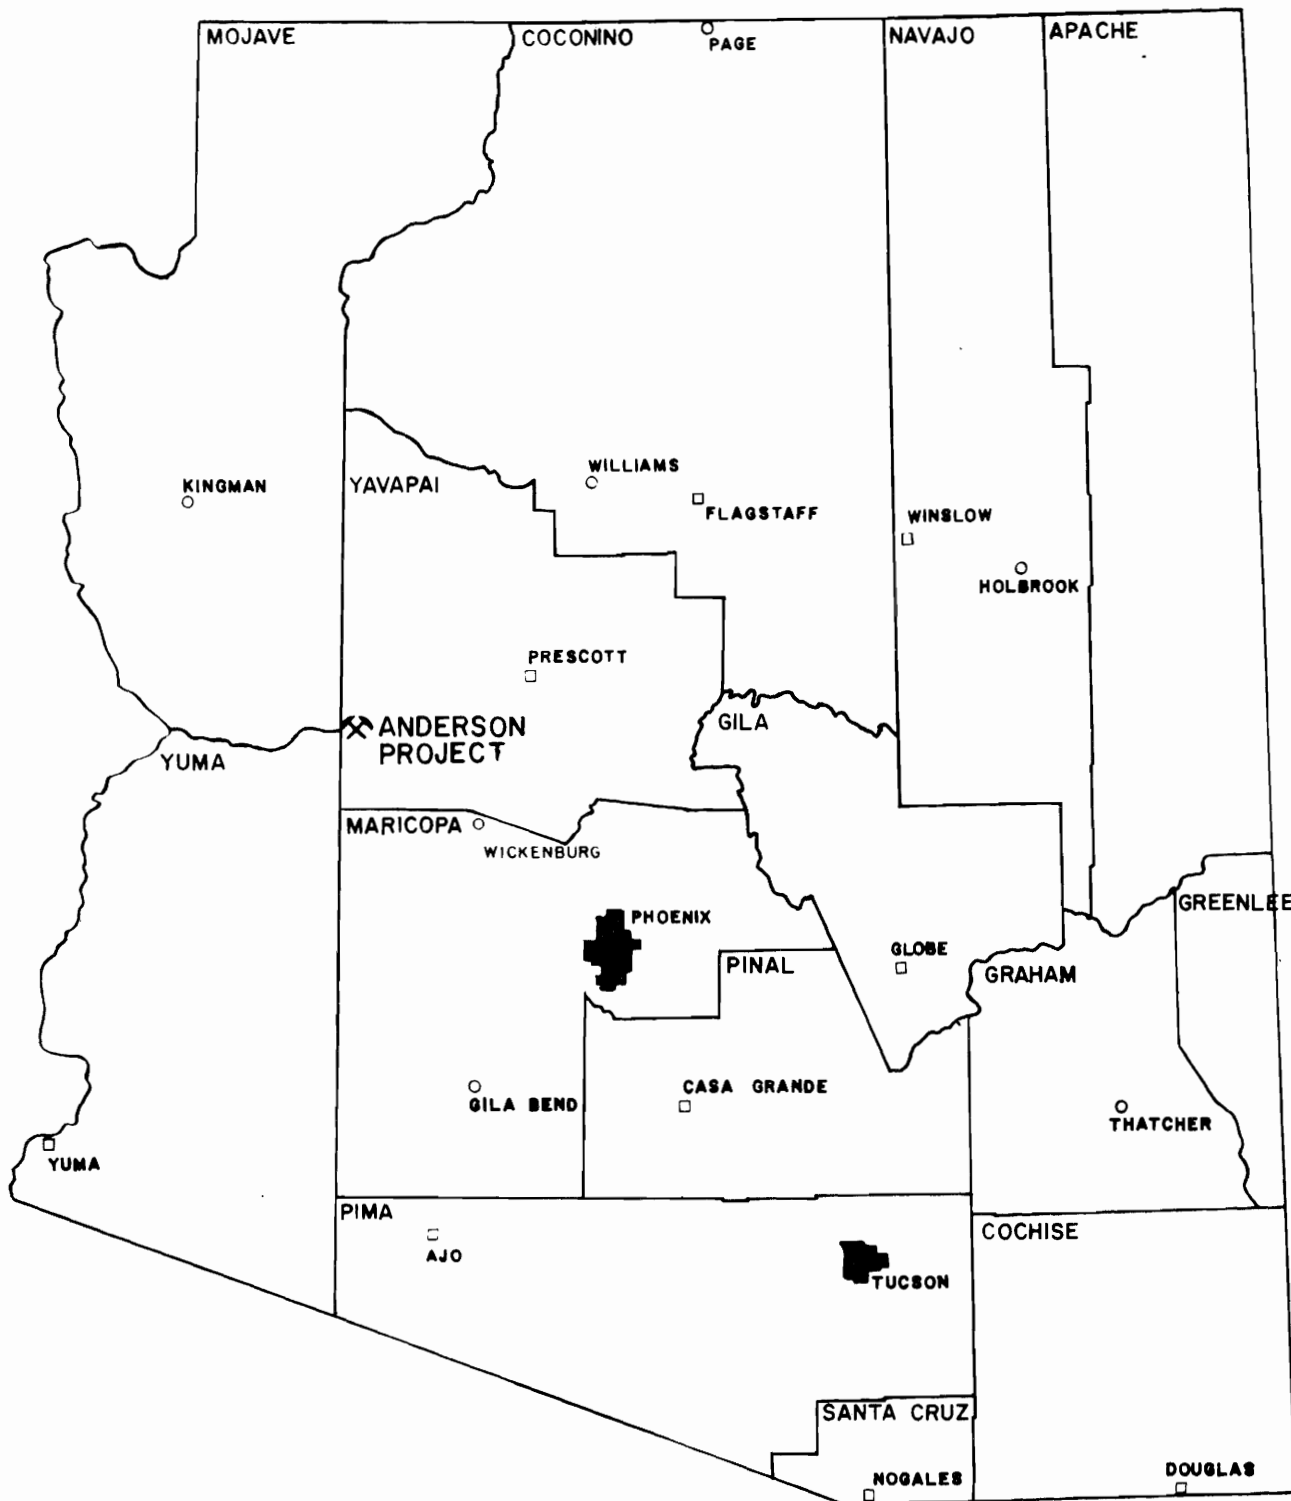 MOJAVE
COCONINO
PAGE
NAVAJO
APACHE
KINGMAN
YAVAPAI
WILLIAMS
FLAGSTAFF
WINSLOW
HOLBROOK
PRESCOTT
ANDERSON
PROJECT
GILA
YUMA
MARICOPA
WICKENBURG
PHOENIX
PINAL
GLOBE
GRAHAM
GREENLEE
GILA BEND
CASA GRANDE
THATCHER
YUMA
PIMA
AJO
TUCSON
COCHISE
SANTA CRUZ
NOGALES
DOUGLAS